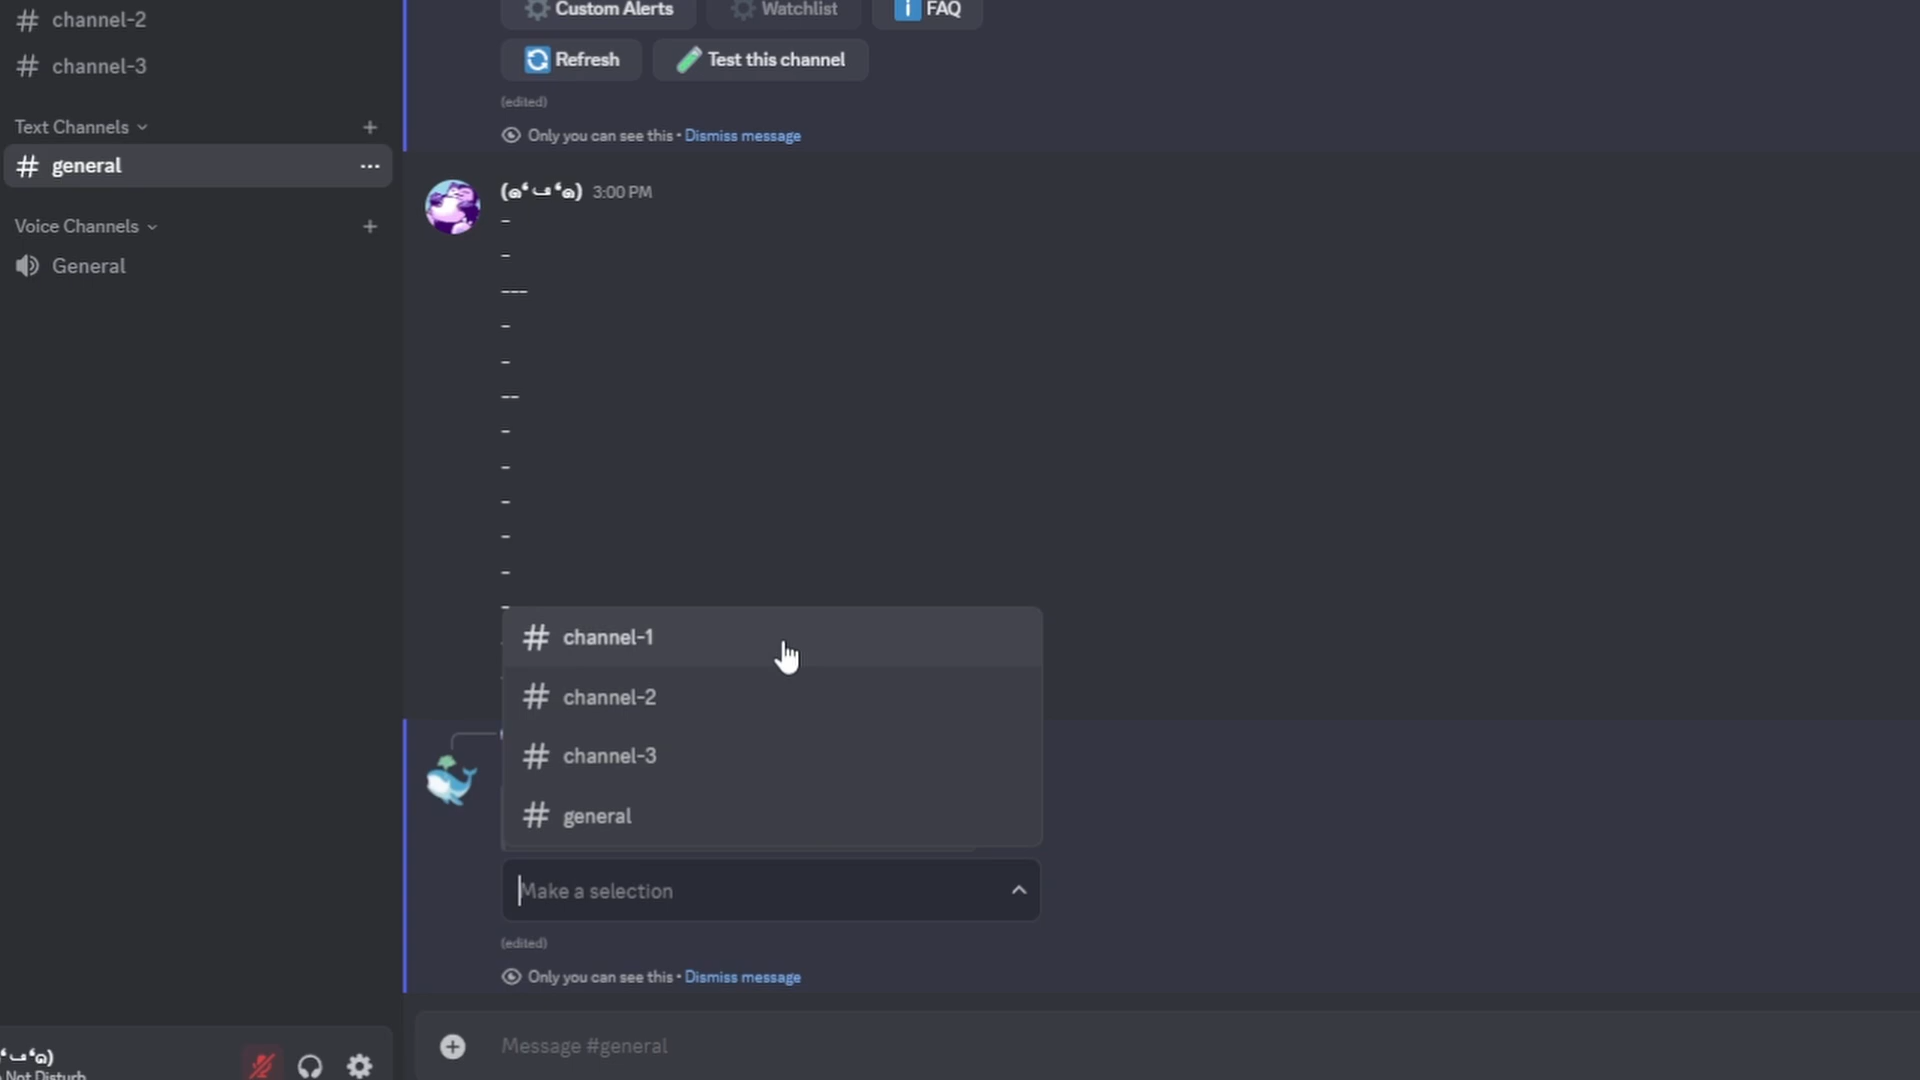 channel-2
channel-3
Text Channels
general
Voice Channels
General
Not Disturb
Custom Alerts
Watchlist
FAQ
Refresh
Test this channel
(edited)
Only you can see this • Dismiss message
3:00 PM
-
-
---
-
-
--
-
-
-
-
-
-
channel-1
channel-2
channel-3
general
Make a selection
(edited)
Only you can see this • Dismiss message
Message #general